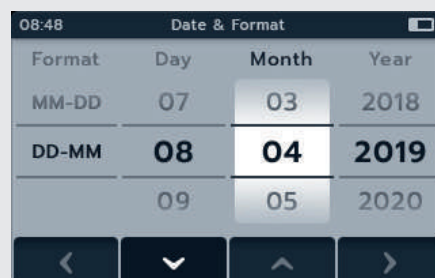 08:48 Date & Format
Format Day Month Year
MM-DD 07 03 2018
DD-MM 08 04 2019
09 05 2020